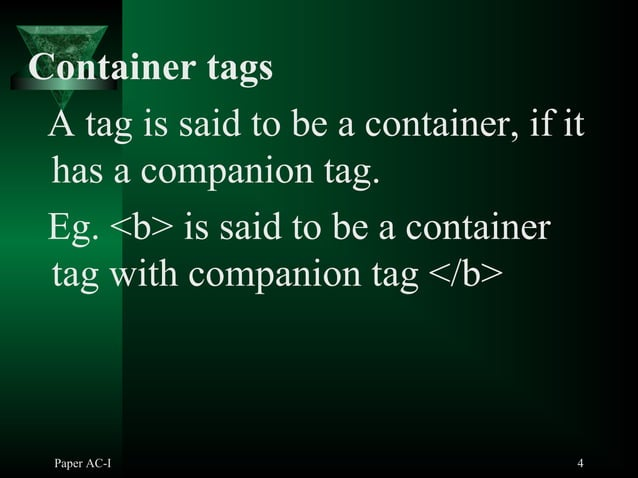 Container tags
A tag is said to be a container, if it
has a companion tag.
Eg. <b> is said to be a container
tag with companion tag </b>
Paper AC-I
4